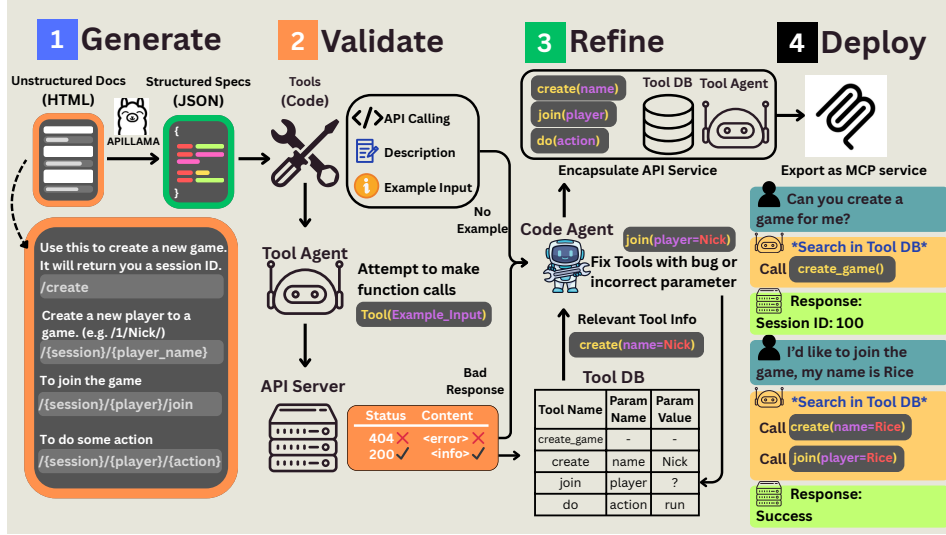 1 Generate
Unstructured Docs
(HTML)
APILLAMA
Structured Specs
(JSON)
{
}
Use this to create a new game.
It will return you a session ID.
/create
Create a new player to a
game. (e.g. /1/Nick/)
/{session}/{player_name}
To join the game
/{session}/{player}/join
To do some action
/{session}/{player}/{action}
2 Validate
Tools
(Code)
</> API Calling
Description
i Example Input
No
Example
Tool Agent
Attempt to make
function calls
Tool(Example_Input)
API Server
Bad
Response
Status Content
404 <error>
200 <info>
3 Refine
create(name)
join(player)
do(action)
Tool DB
Tool Agent
Encapsulate API Service
Code Agent
join(player=Nick)
Fix Tools with bug or
incorrect parameter
Relevant Tool Info
create(name=Nick)
Tool DB
Tool Name Param Name Param Value
create_game - -
create name Nick
join player ?
do action run
4 Deploy
Export as MCP service
Can you create a
game for me?
*Search in Tool DB*
Call create_game()
Response:
Session ID: 100
I'd like to join the
game, my name is Rice
*Search in Tool DB*
Call create(name=Rice)
Call join(player=Rice)
Response:
Success